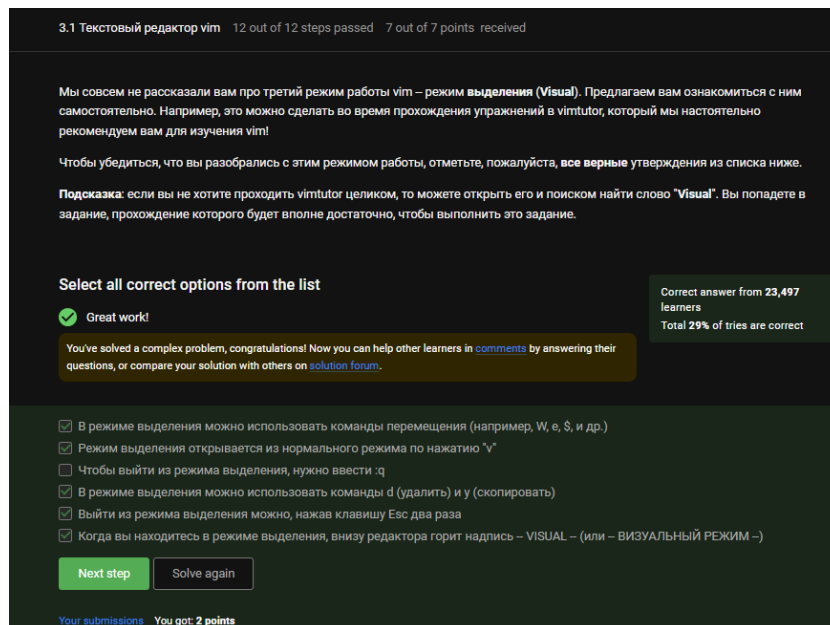 3.1 Текстовый редактор vim 12 out of 12 steps passed 7 out of 7 points received
Мы совсем не рассказали вам про третий режим работы vim – режим выделения (Visual). Предлагаем вам ознакомиться с ним
самостоятельно. Например, это можно сделать во время прохождения упражнений в vimtutor, который мы настоятельно
рекомендуем вам для изучения vim!
Чтобы убедиться, что вы разобрались с этим режимом работы, отметьте, пожалуйста, все верные утверждения из списка ниже.
Подсказка: если вы не хотите проходить vimtutor целиком, то можете открыть его и поиском найти слово "Visual". Вы попадете в
задание, прохождение которого будет вполне достаточно, чтобы выполнить это задание.
Select all correct options from the list
Correct answer from 23,497
learners
Total 29% of tries are correct
Great work!
You've solved a complex problem, congratulations! Now you can help other learners in comments by answering their
questions, or compare your solution with others on solution forum.
В режиме выделения можно использовать команды перемещения (например, W, e, $, и др.)
Режим выделения открывается из нормального режима по нажатию "v"
Чтобы выйти из режима выделения, нужно ввести :q
В режиме выделения можно использовать команды d (удалить) и y (скопировать)
Выйти из режима выделения можно, нажав клавишу Esc два раза
Когда вы находитесь в режиме выделения, внизу редактора горит надпись -- VISUAL -- (или -- ВИЗУАЛЬНЫЙ РЕЖИМ --)
Next step Solve again
Your submissions You got: 2 points